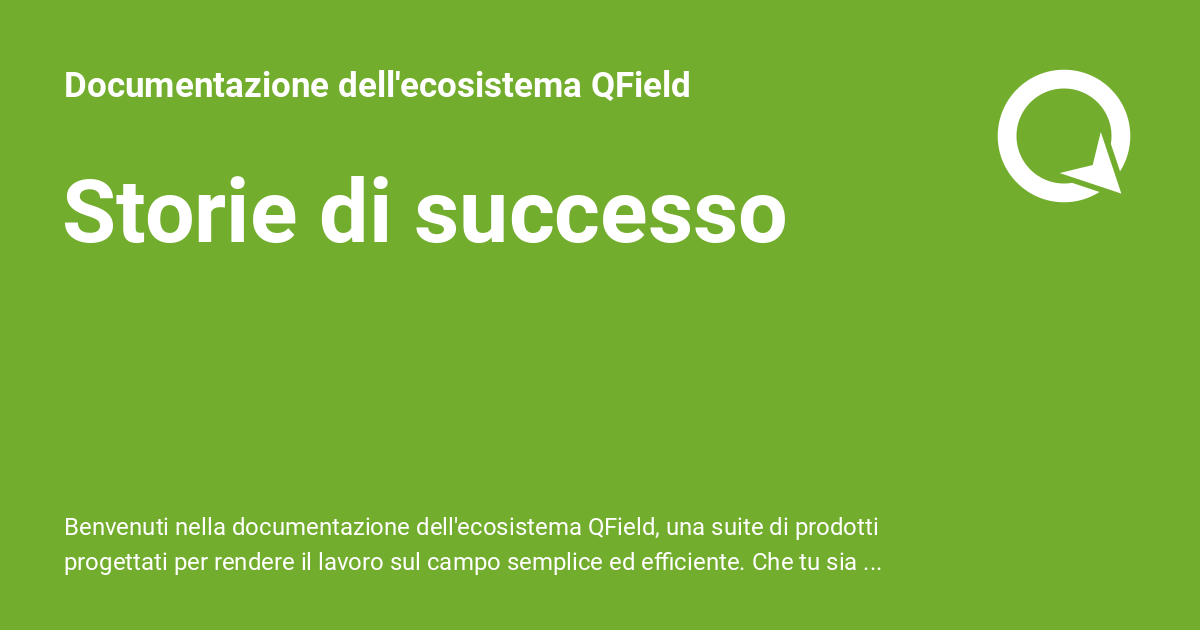 Documentazione dell'ecosistema QField
Storie di successo
Benvenuti nella documentazione dell'ecosistema QField, una suite di prodotti
progettati per rendere il lavoro sul campo semplice ed efficiente. Che tu sia ...